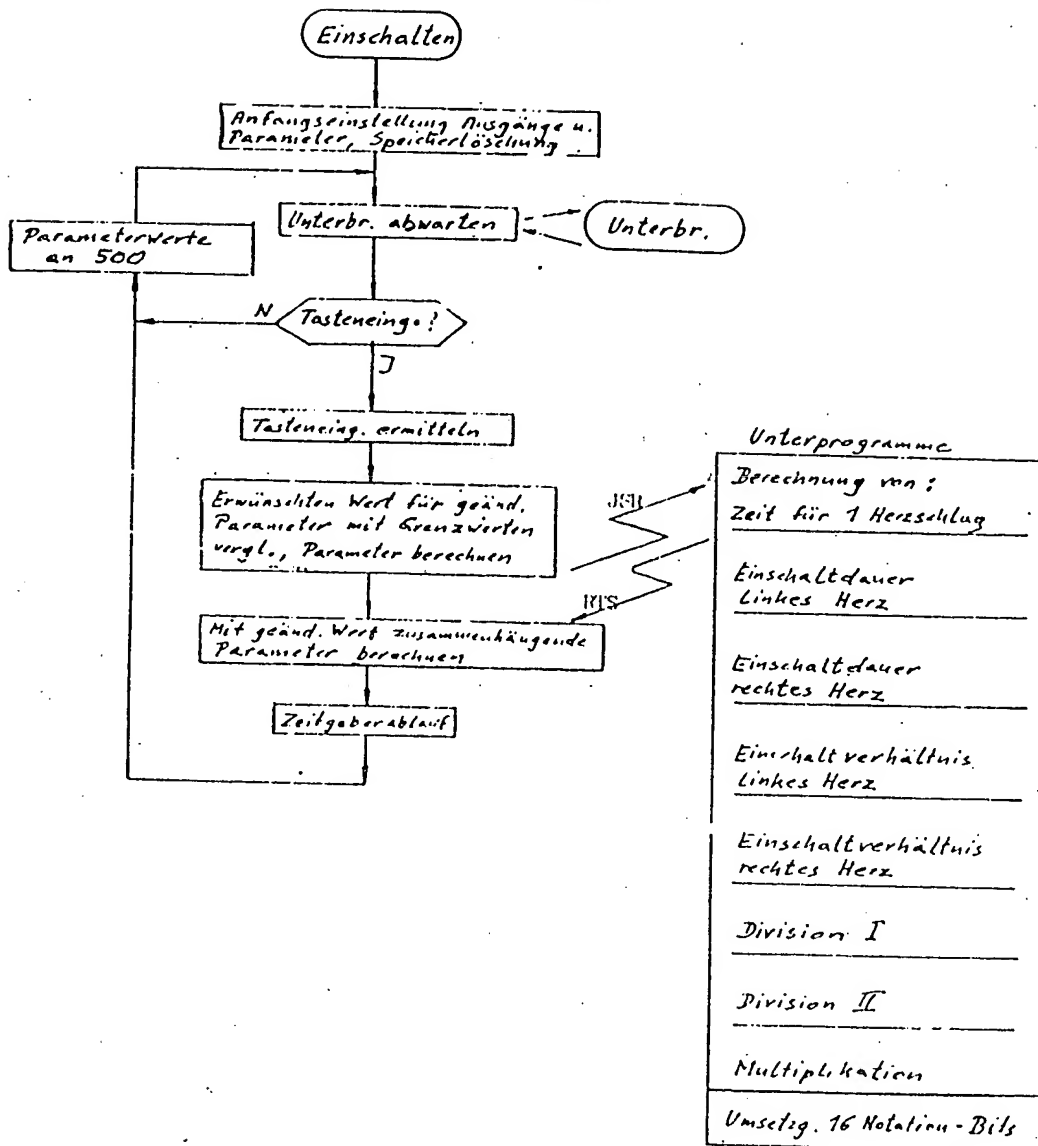 Einschalten
Anfangseinstellung Ausgänge u.
Parameter, Speicherlöschung
Unterbr. abwarten
Unterbr.
Parameterwerte
an 500
N
Tasteneing.?
J
Tasteneing. ermitteln
Erwünschten Wert für geänd.
Parameter mit Grenzwerten
vergl., Parameter berechnen
JSR
RTS
Mit geänd. Wert zusammenhängende
Parameter berechnen
Zeitgeberablauf
Unterprogramme
Berechnung von:
Zeit für 1 Herzschlag
Einschaltdauer
Linkes Herz
Einschaltdauer
rechtes Herz
Einschaltverhältnis
Linkes Herz
Einschaltverhältnis
rechtes Herz
Division I
Division II
Multiplikation
Umsetzg. 16 Notation-Bits